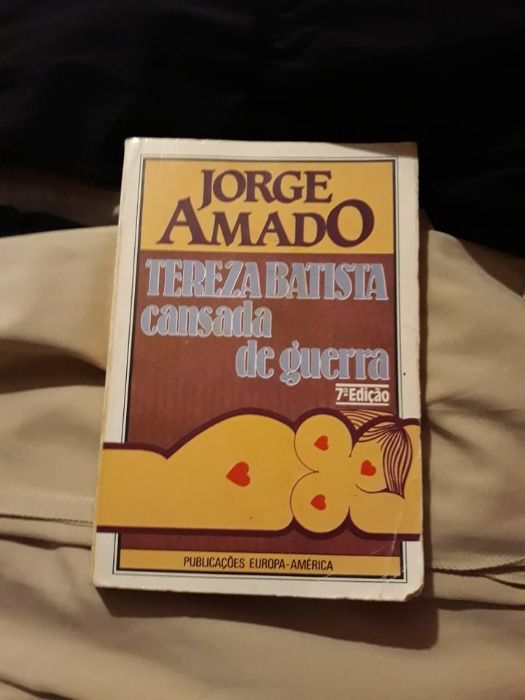 JORGE
AMADO
TEREZA BATISTA
cansada
de guerra
7ª Edição
PUBLICAÇÕES EUROPA-AMÉRICA